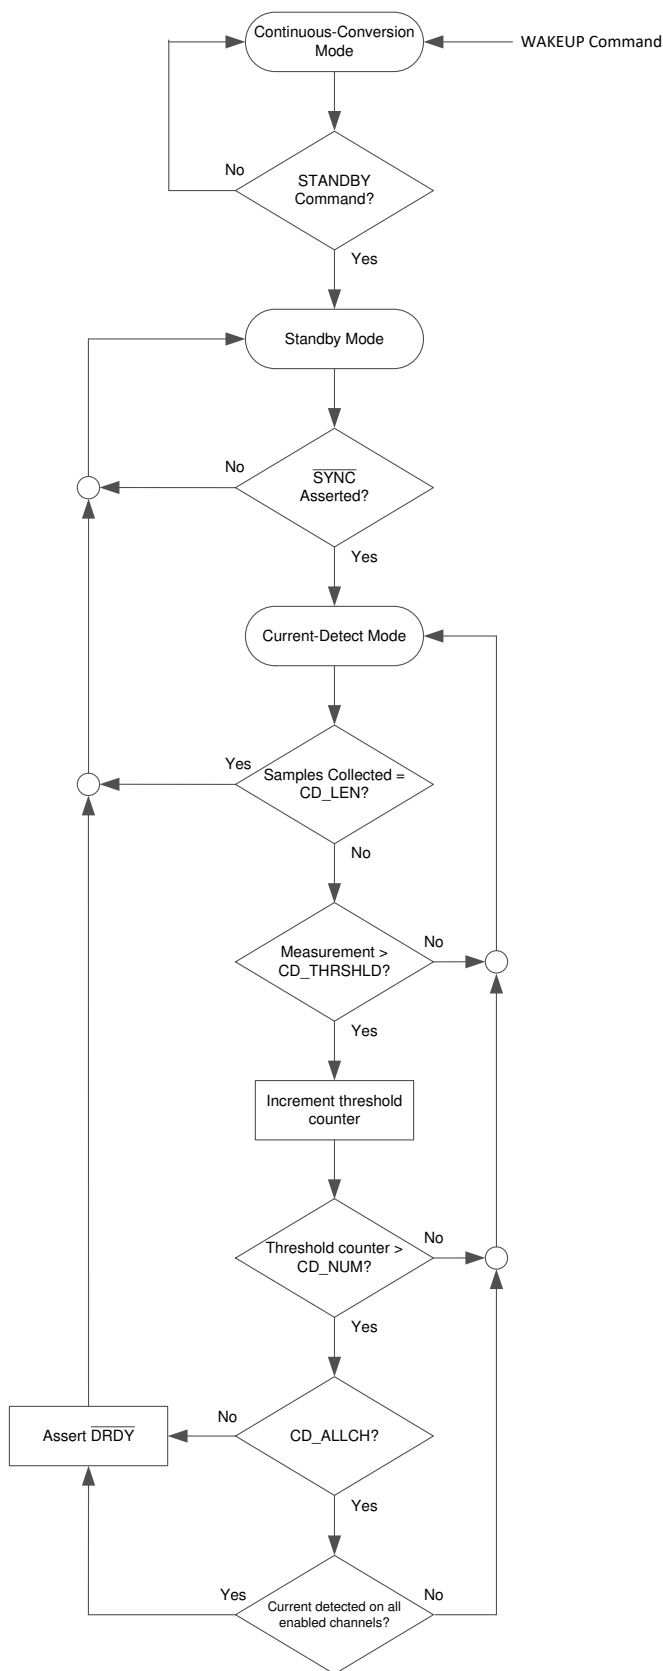 Continuous-Conversion
Mode
WAKEUP Command
No
STANDBY
Command?
Yes
Standby Mode
No
SYNC
Asserted?
Yes
Current-Detect Mode
Yes
Samples Collected =
CD_LEN?
No
Measurement >
CD_THRSHLD?
No
Yes
Increment threshold
counter
Threshold counter >
CD_NUM?
No
Yes
Assert DRDY
No
CD_ALLCH?
Yes
Yes
Current detected on all
enabled channels?
No